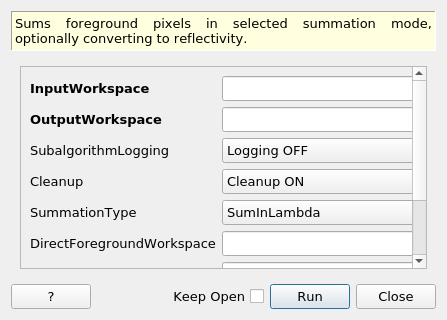 Sums foreground pixels in selected summation mode,
optionally converting to reflectivity.
InputWorkspace
OutputWorkspace
SubalgorithmLogging Logging OFF
Cleanup Cleanup ON
SummationType SumInLambda
DirectForegroundWorkspace
? Keep Open Run Close